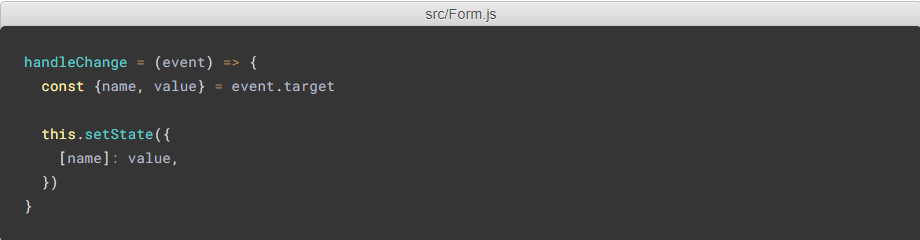 src/Form.js
handleChange = (event) => {
  const {name, value} = event.target
  this.setState({
    [name]: value,
  })
}